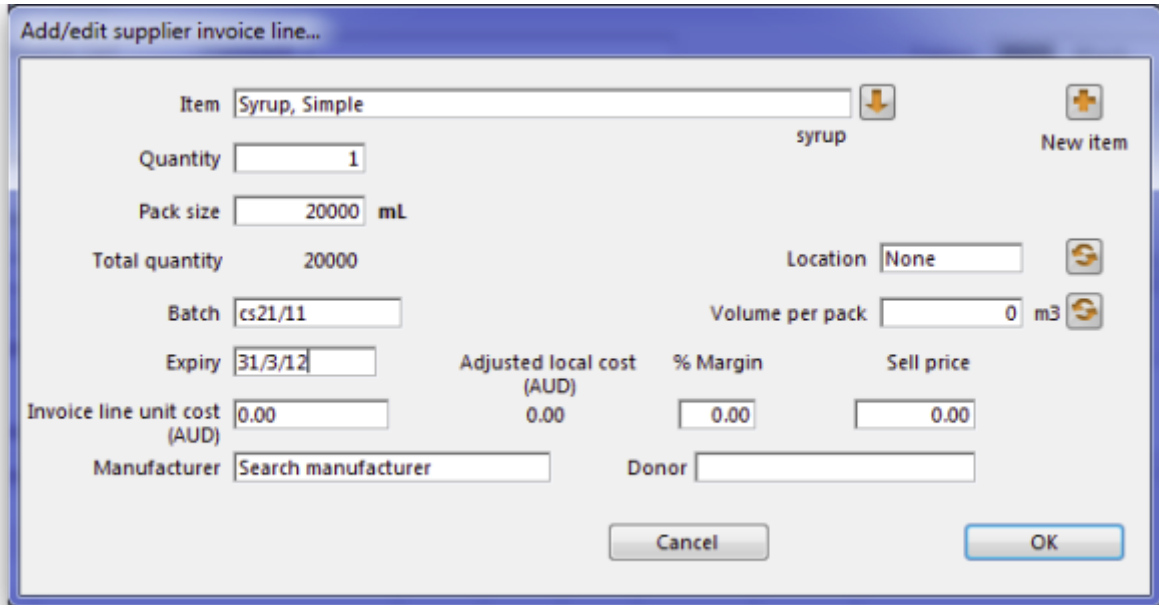 Add/edit supplier invoice line...
Item Syrup, Simple
syrup New item
Quantity 1
Pack size 20000 mL
Total quantity 20000 Location None
Batch cs21/11 Volume per pack 0 m3
Expiry 31/3/12 Adjusted local cost % Margin Sell price
(AUD)
Invoice line unit cost 0.00 0.00 0.00 0.00
(AUD)
Manufacturer Search manufacturer Donor
Cancel OK